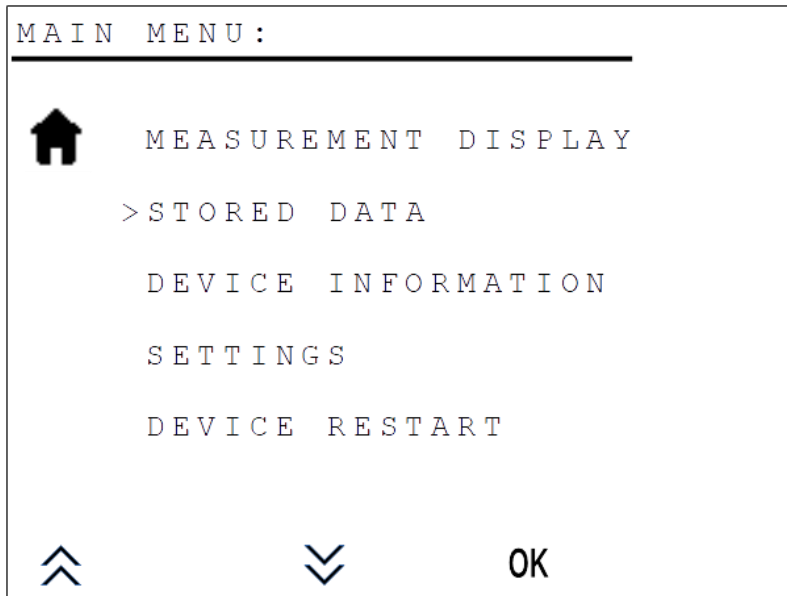 MAIN MENU:
MEASUREMENT DISPLAY
>STORED DATA
DEVICE INFORMATION
SETTINGS
DEVICE RESTART
OK